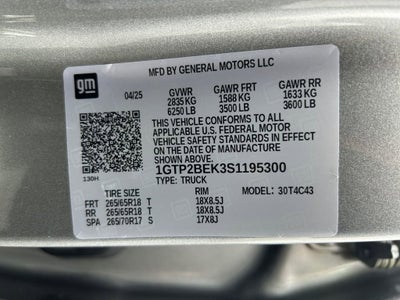 gm
MFD BY GENERAL MOTORS LLC
04/25 GVWR GAWR FRT GAWR RR
2835 KG 1588 KG 1633 KG
6250 LB 3500 LB 3600 LB
THIS VEHICLE CONFORMS TO ALL
APPLICABLE U.S. FEDERAL MOTOR
VEHICLE SAFETY STANDARDS IN EFFECT
ON THE DATE OF MANUFACTURE
SHOWN ABOVE.
1GTP2BEK3S1195300
130H TYPE: TRUCK
TIRE SIZE RIM MODEL: 30T4C43
FRT 265/65R18 T 18X8.5J
RR 265/65R18 T 18X8.5J
SPA 265/70R17 S 17X8J